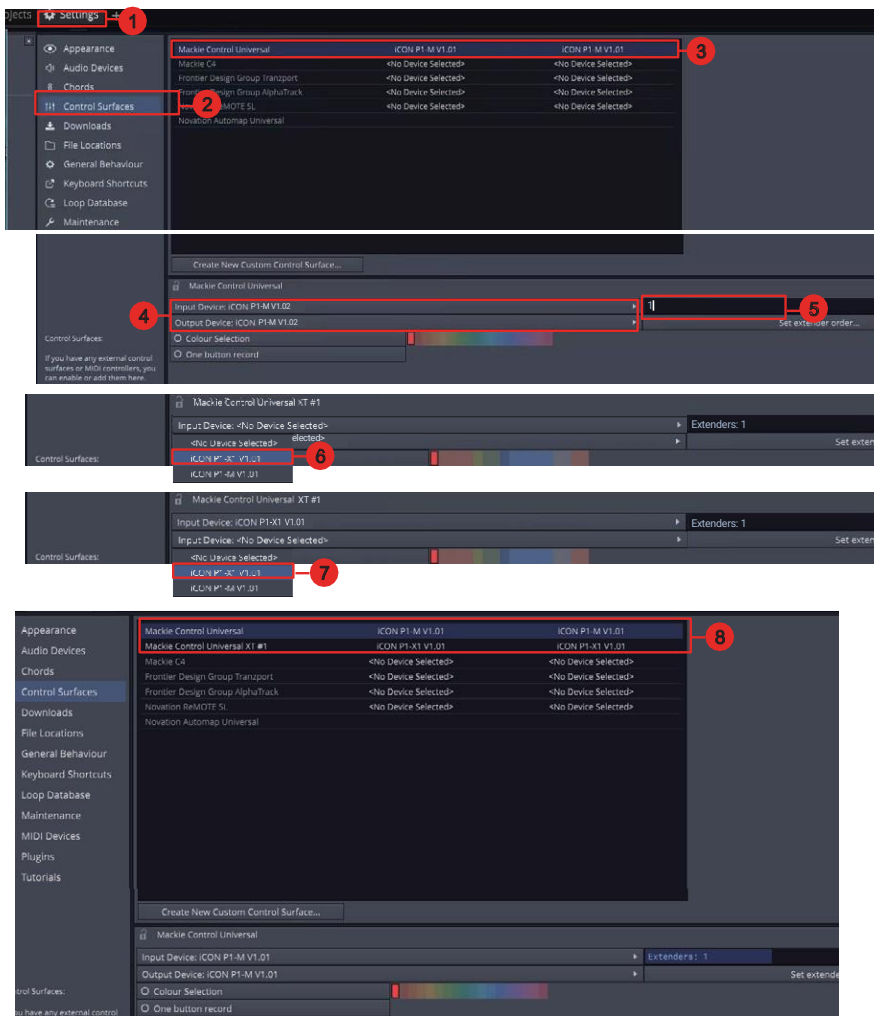 ojects Settings +
1
Appearance
Audio Devices
Chords
Control Surfaces
Downloads
File Locations
General Behaviour
Keyboard Shortcuts
Loop Database
Maintenance
2
Mackie Control Universal iCON P1-M V1.01 iCON P1-M V1.01
3
Mackie C4 <No Device Selected> <No Device Selected>
Frontier Design Group Tranzport <No Device Selected> <No Device Selected>
Frontier Design Group AlphaTrack <No Device Selected> <No Device Selected>
ReMOTE SL <No Device Selected> <No Device Selected>
Novation Automap Universal
Create New Custom Control Surface...
Mackie Control Universal
4
Input Device: iCON P1-M V1.02
1
5
Output Device: iCON P1-M V1.02
Set extender order...
Colour Selection
One button record
Control Surfaces:
If you have any external control
surfaces or MIDI controllers, you
can enable or add them here.
Mackie Control Universal XT #1
Input Device: <No Device Selected>
Extenders: 1
<No Device Selected> elected>
Set exten
Control Surfaces:
iCON P1-X1 V1.01
6
iCON P1-M V1.01
Mackie Control Universal XT #1
Input Device: iCON P1-X1 V1.01
Extenders: 1
Input Device: <No Device Selected>
Set exten
Control Surfaces:
<No Device Selected>
iCON P1-X1 V1.01
7
iCON P1-M V1.01
Appearance
Audio Devices
Chords
Control Surfaces
Downloads
File Locations
General Behaviour
Keyboard Shortcuts
Loop Database
Maintenance
MIDI Devices
Plugins
Tutorials
Mackie Control Universal iCON P1-M V1.01 iCON P1-M V1.01
8
Mackie Control Universal XT #1 iCON P1-X1 V1.01 iCON P1-X1 V1.01
Mackie C4 <No Device Selected> <No Device Selected>
Frontier Design Group Tranzport <No Device Selected> <No Device Selected>
Frontier Design Group AlphaTrack <No Device Selected> <No Device Selected>
Novation ReMOTE SL <No Device Selected> <No Device Selected>
Novation Automap Universal
Create New Custom Control Surface...
Mackie Control Universal
Input Device: iCON P1-M V1.01
Extenders: 1
Output Device: iCON P1-M V1.01
Set extende
Colour Selection
One button record
trol Surfaces:
ou have any external control